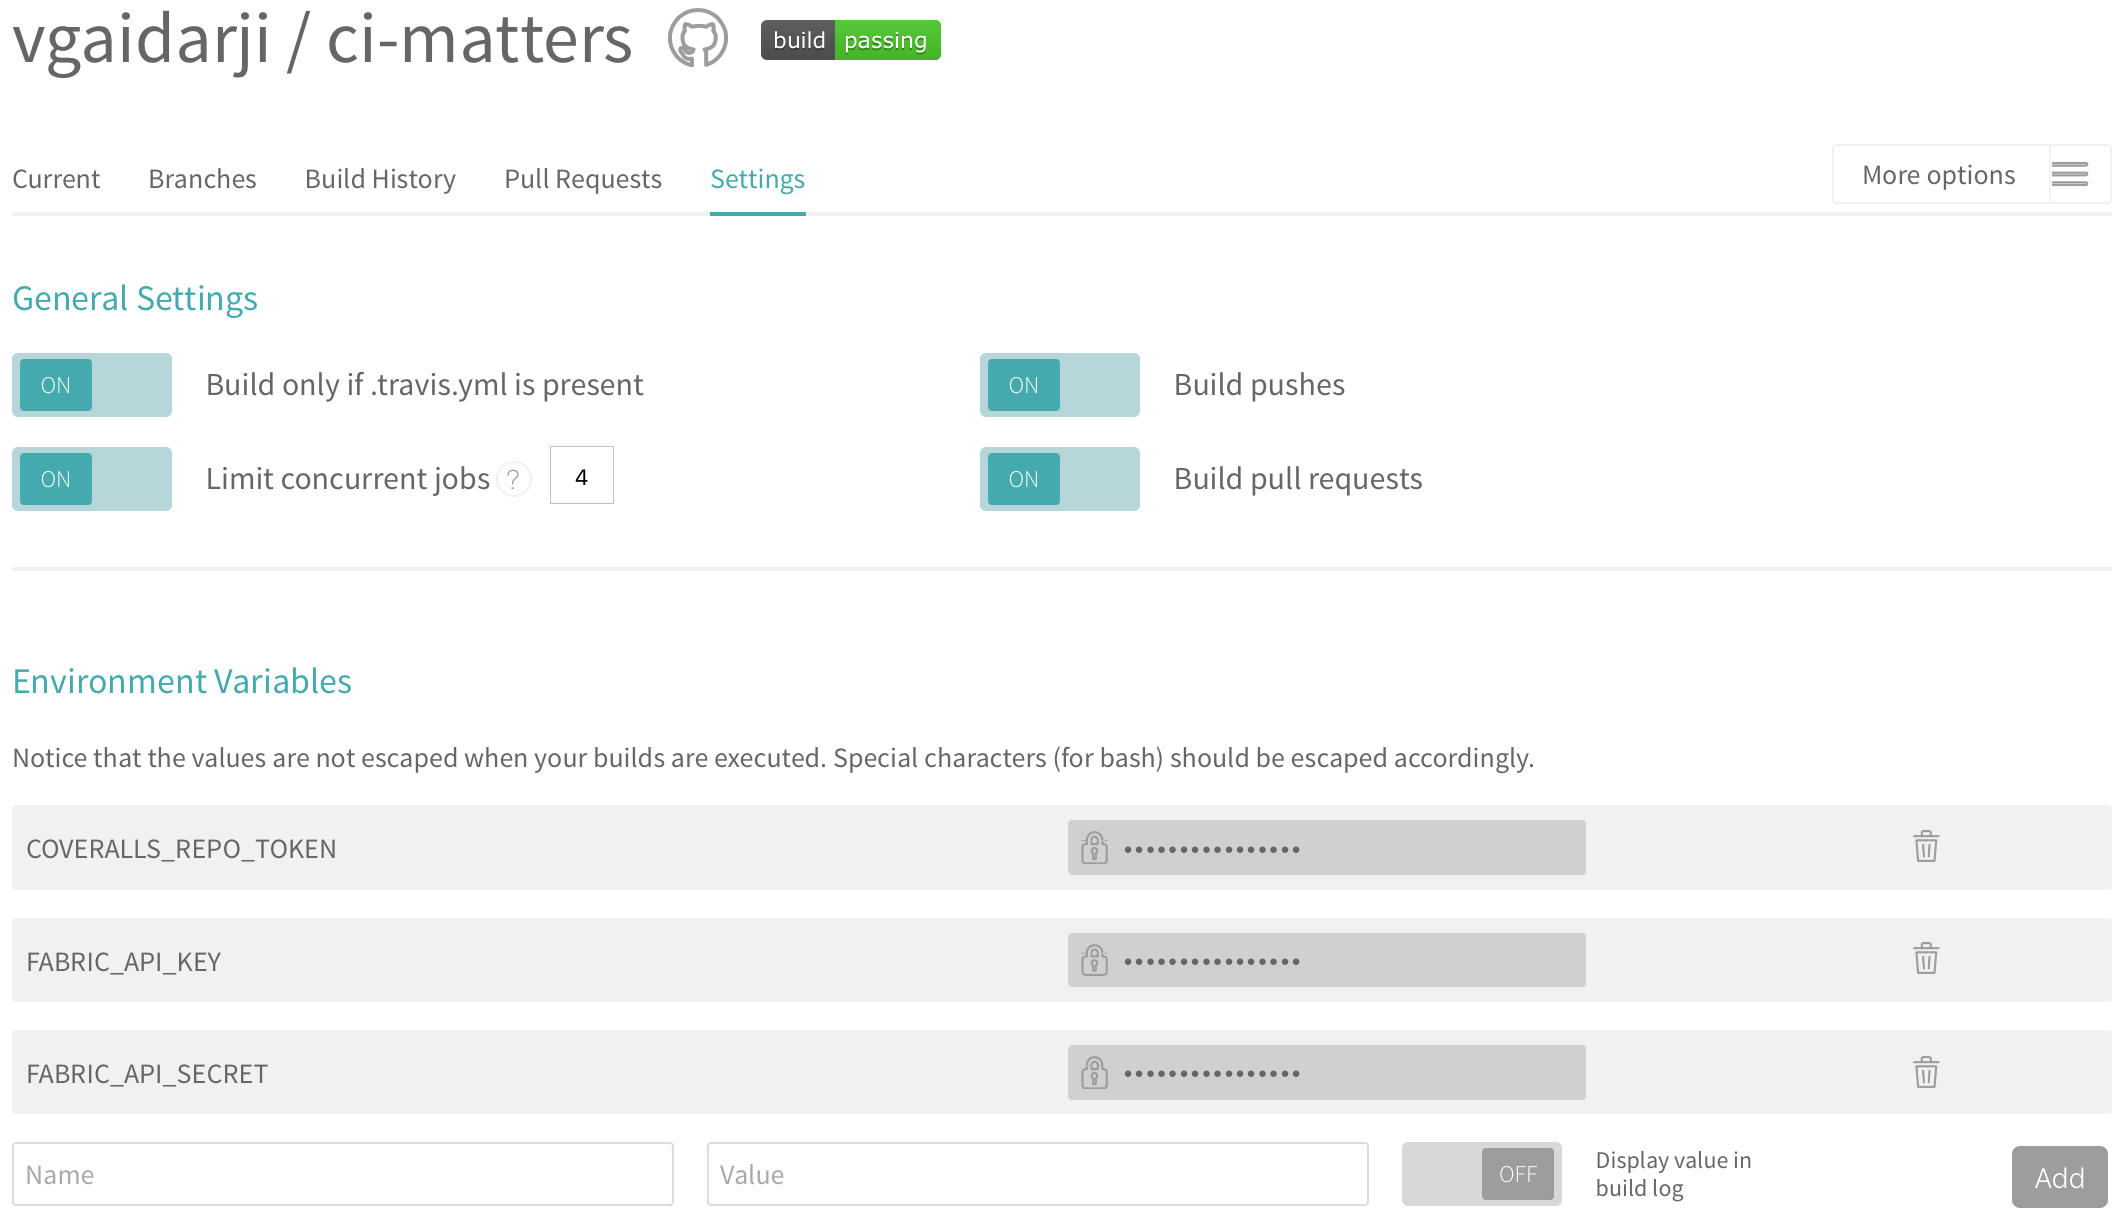 vgaidarji / ci-matters build passing
Current Branches Build History Pull Requests Settings More options
General Settings
ON Build only if .travis.yml is present ON Build pushes
ON Limit concurrent jobs ? 4 ON Build pull requests
Environment Variables
Notice that the values are not escaped when your builds are executed. Special characters (for bash) should be escaped accordingly.
COVERALLS_REPO_TOKEN ••••••••••••••••
FABRIC_API_KEY ••••••••••••••••
FABRIC_API_SECRET ••••••••••••••••
Name Value OFF Display value in
build log
Add